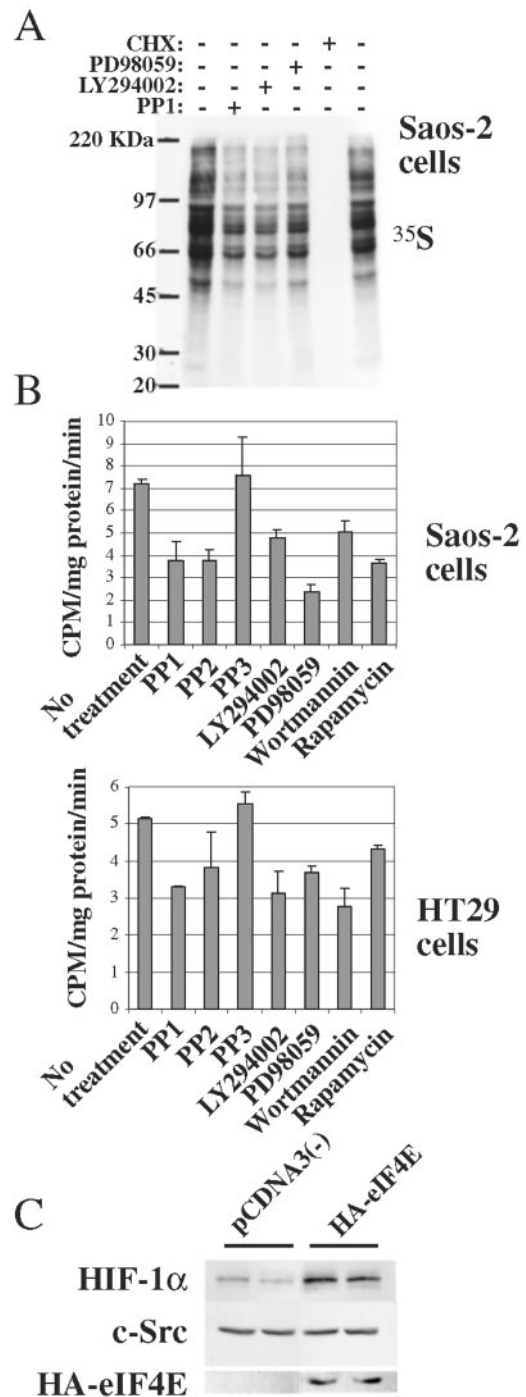 A
CHX: - - - - + -
PD98059: - - - + - -
LY294002: - - + - - -
PP1: - + - - - -
220 KDa
97
66
45
30
20
Saos-2
cells
35S
B
CPM/mg protein/min
10
9
8
7
6
5
4
3
2
1
0
No
treatment
PP1
PP2
PP3
LY294002
PD98059
Wortmannin
Rapamycin
Saos-2
cells
CPM/mg protein/min
6
5
4
3
2
1
0
No
treatment
PP1
PP2
PP3
LY294002
PD98059
Wortmannin
Rapamycin
HT29
cells
C
pCDNA3(-)
HA-eIF4E
HIF-1α
c-Src
HA-eIF4E